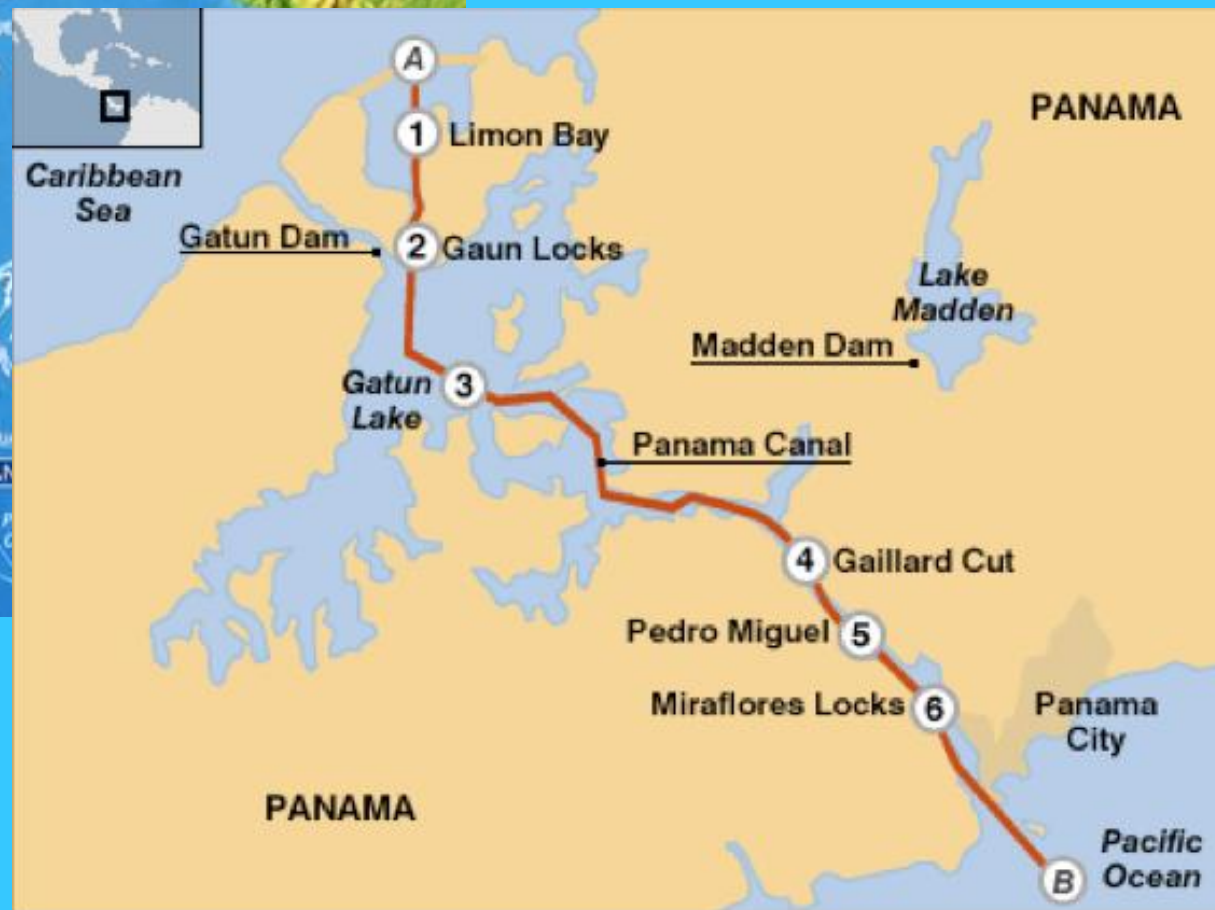 A
PANAMA
1 Limon Bay
Caribbean
Sea
Gatun Dam
2 Gaun Locks
Lake
Madden
Madden Dam
Gatun
Lake
3
Panama Canal
4 Gaillard Cut
Pedro Miguel 5
Miraflores Locks 6
Panama
City
PANAMA
Pacific
Ocean
B